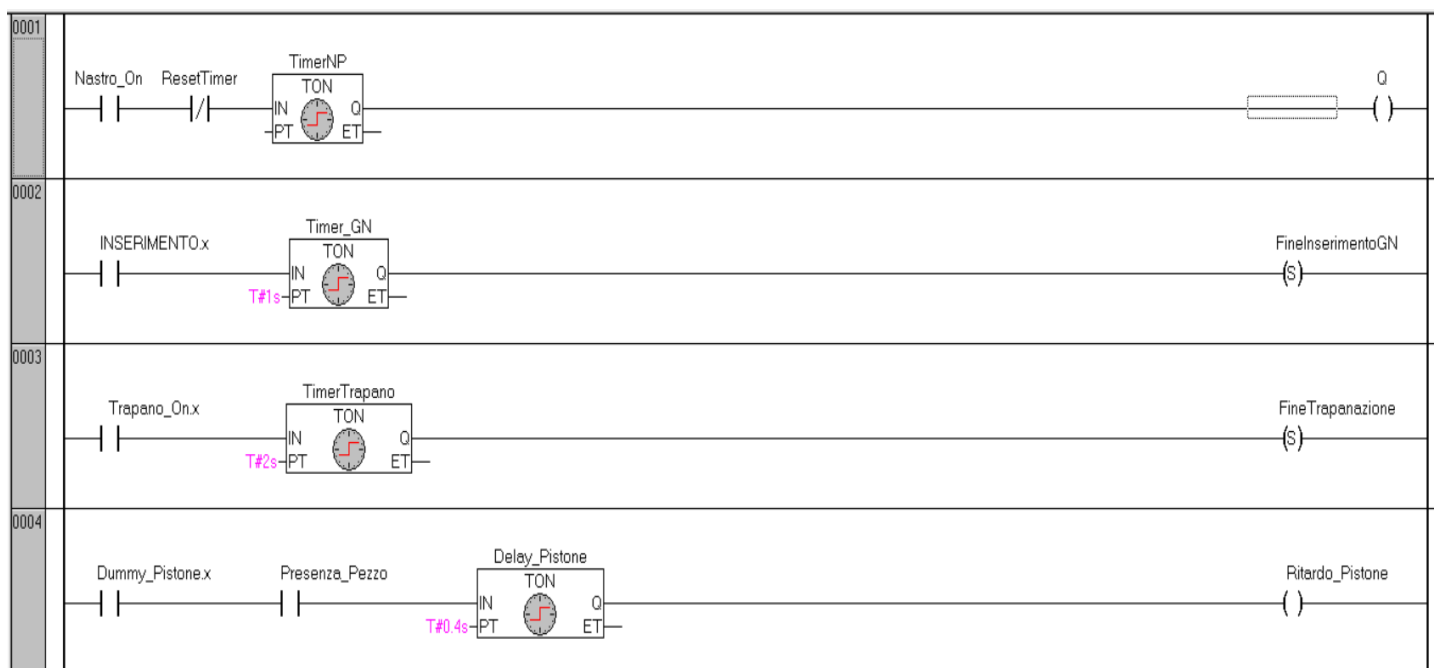 0001
TimerNP
Nastro_On ResetTimer TON Q
IN Q
PT ET
0002
Timer_GN
INSERIMENTO.x TON FineInserimentoGN
IN Q (S)
T#1s PT ET
0003
TimerTrapano
Trapano_On.x TON FineTrapanazione
IN Q (S)
T#2s PT ET
0004
Delay_Pistone
Dummy_Pistone.x Presenza_Pezzo TON Ritardo_Pistone
IN Q
T#0.4s PT ET